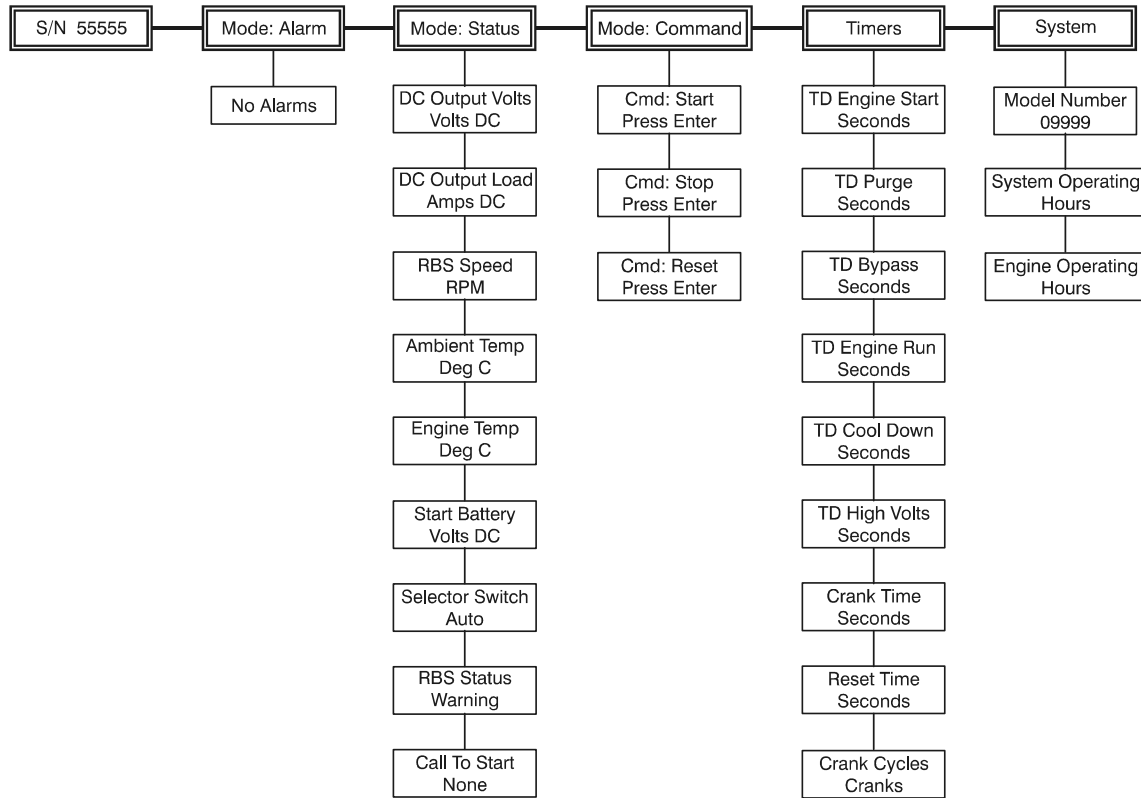 S/N 55555
Mode: Alarm
Mode: Status
Mode: Command
Timers
System
No Alarms
DC Output Volts
Volts DC
DC Output Load
Amps DC
RBS Speed
RPM
Ambient Temp
Deg C
Engine Temp
Deg C
Start Battery
Volts DC
Selector Switch
Auto
RBS Status
Warning
Call To Start
None
Cmd: Start
Press Enter
Cmd: Stop
Press Enter
Cmd: Reset
Press Enter
TD Engine Start
Seconds
TD Purge
Seconds
TD Bypass
Seconds
TD Engine Run
Seconds
TD Cool Down
Seconds
TD High Volts
Seconds
Crank Time
Seconds
Reset Time
Seconds
Crank Cycles
Cranks
Model Number
09999
System Operating
Hours
Engine Operating
Hours